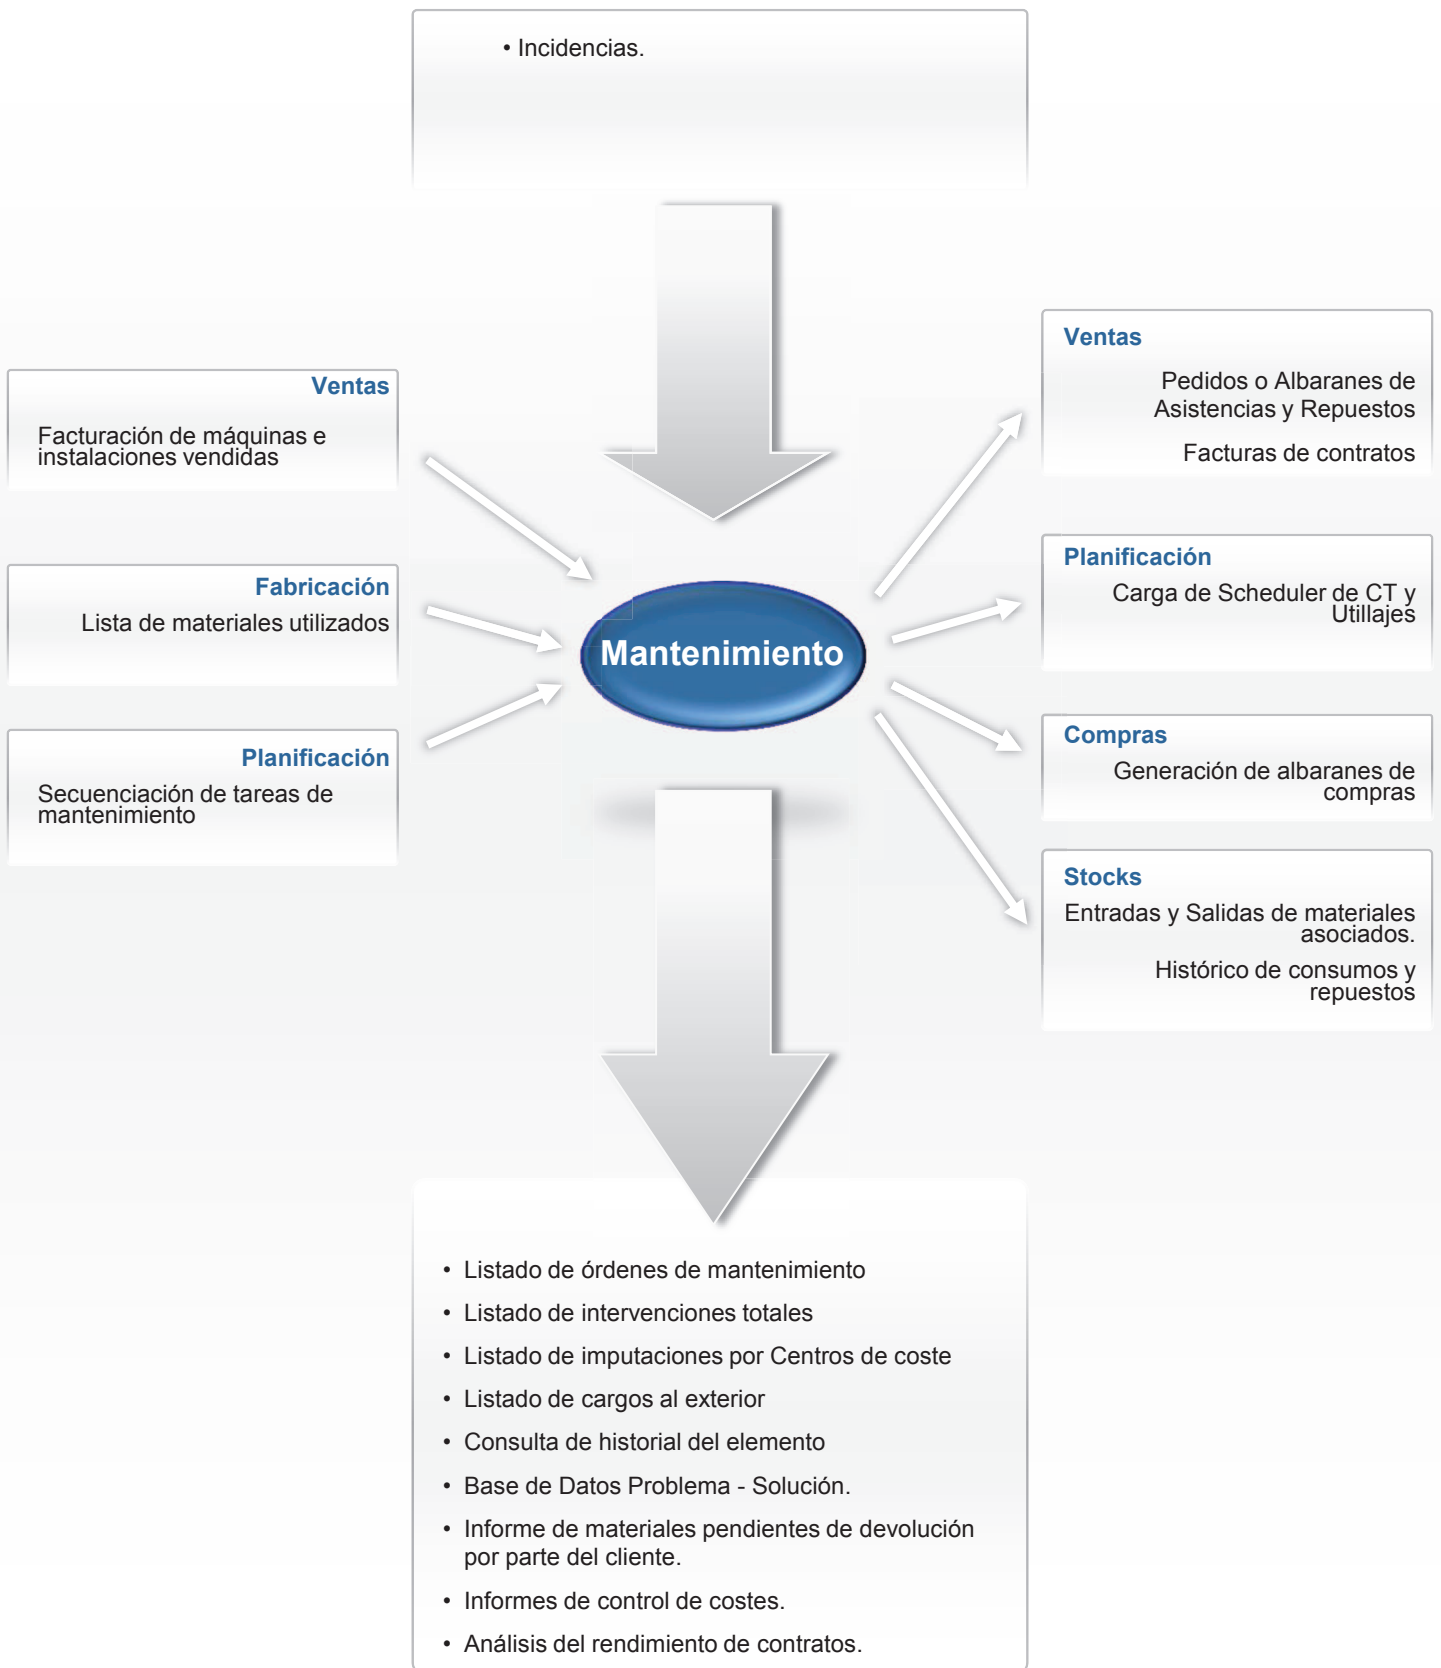 • Incidencias.
Ventas
Facturación de máquinas e
instalaciones vendidas
Fabricación
Lista de materiales utilizados
Planificación
Secuenciación de tareas de
mantenimiento
Mantenimiento
Ventas
Pedidos o Albaranes de
Asistencias y Repuestos
Facturas de contratos
Planificación
Carga de Scheduler de CT y
Utillajes
Compras
Generación de albaranes de
compras
Stocks
Entradas y Salidas de materiales
asociados.
Histórico de consumos y
repuestos
• Listado de órdenes de mantenimiento
• Listado de intervenciones totales
• Listado de imputaciones por Centros de coste
• Listado de cargos al exterior
• Consulta de historial del elemento
• Base de Datos Problema - Solución.
• Informe de materiales pendientes de devolución
por parte del cliente.
• Informes de control de costes.
• Análisis del rendimiento de contratos.